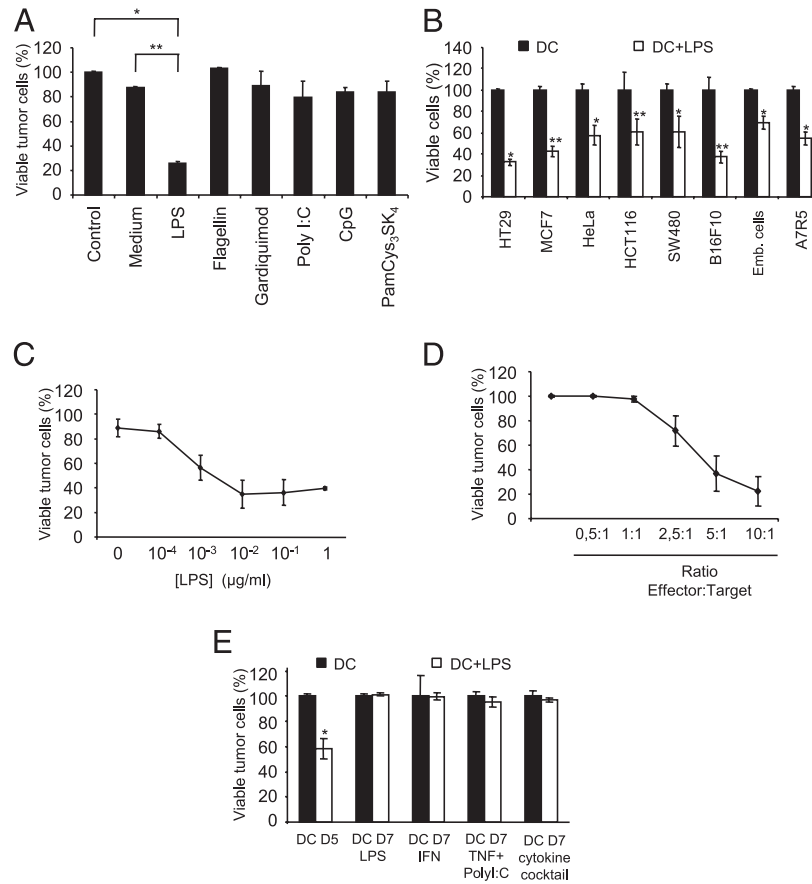 A
*
**
Viable tumor cells (%)
120
100
80
60
40
20
0
Control
Medium
LPS
Flagellin
Gardiquimod
Poly I:C
CpG
PamCys₃SK₄
B
DC
DC+LPS
Viable cells (%)
140
120
100
80
60
40
20
0
*
**
*
**
*
**
*
*
HT29
MCF7
HeLa
HCT116
SW480
B16F10
Emb. cells
A7R5
C
Viable tumor cells (%)
120
100
80
60
40
20
0
0 10⁻⁴ 10⁻³ 10⁻² 10⁻¹ 1
[LPS] (µg/ml)
D
Viable tumor cells (%)
120
100
80
60
40
20
0
0,5:1 1:1 2,5:1 5:1 10:1
Ratio
Effector:Target
E
DC
DC+LPS
Viable tumor cells (%)
120
100
80
60
40
20
0
*
DC D5 DC D7 DC D7 DC D7 DC D7
LPS IFN TNF+ cytokine
PolyI:C cocktail